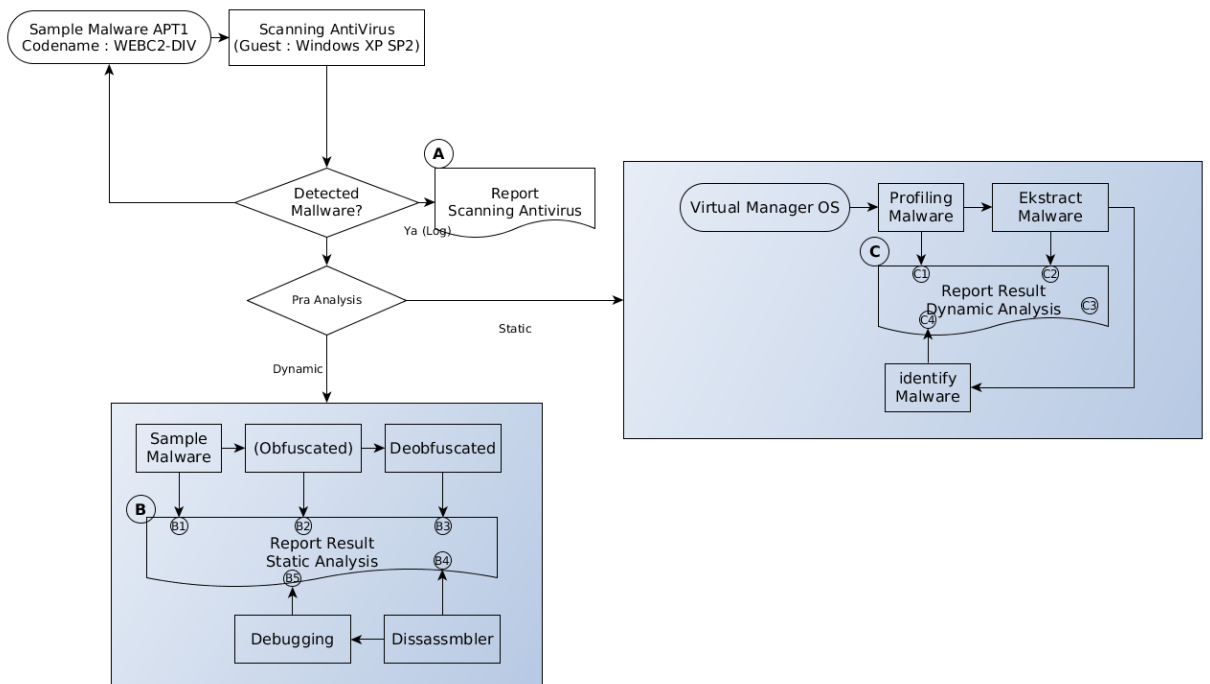 Sample Malware APT1
Codename : WEBC2-DIV
Scanning AntiVirus
(Guest : Windows XP SP2)
A
Detected
Mallware?
Report
Scanning Antivirus
Ya (Log)
Pra Analysis
Static
Dynamic
Virtual Manager OS
Profiling
Malware
Ekstract
Malware
C
C1
C2
Report Result
Dynamic Analysis
C3
C4
identify
Malware
Sample
Malware
(Obfuscated)
Deobfuscated
B
B1
B2
B3
Report Result
Static Analysis
B4
B5
Debugging
Dissassmbler